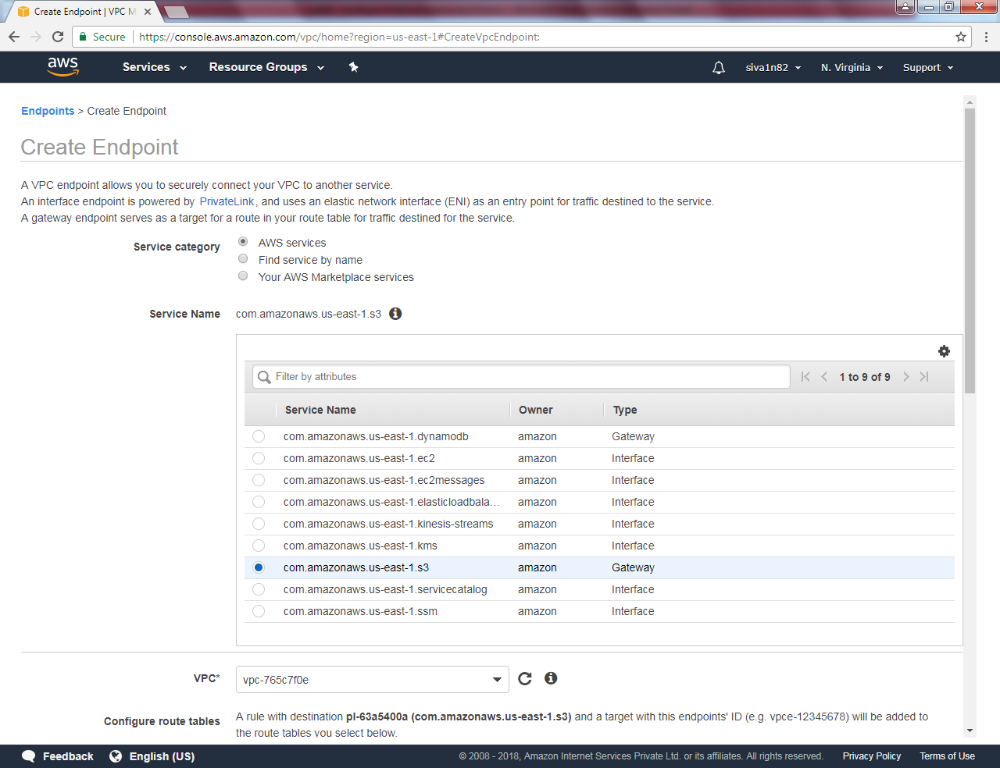 Create Endpoint | VPC M
Secure
https://console.aws.amazon.com/vpc/home?region=us-east-1#CreateVpcEndpoint:
aws Services Resource Groups siva1n82 N. Virginia Support
Endpoints > Create Endpoint
Create Endpoint
A VPC endpoint allows you to securely connect your VPC to another service.
An interface endpoint is powered by PrivateLink, and uses an elastic network interface (ENI) as an entry point for traffic destined to the service.
A gateway endpoint serves as a target for a route in your route table for traffic destined for the service.
Service category AWS services
Find service by name
Your AWS Marketplace services
Service Name com.amazonaws.us-east-1.s3
Filter by attributes 1 to 9 of 9
Service Name Owner Type
com.amazonaws.us-east-1.dynamodb amazon Gateway
com.amazonaws.us-east-1.ec2 amazon Interface
com.amazonaws.us-east-1.ec2messages amazon Interface
com.amazonaws.us-east-1.elasticloadbala... amazon Interface
com.amazonaws.us-east-1.kinesis-streams amazon Interface
com.amazonaws.us-east-1.kms amazon Interface
com.amazonaws.us-east-1.s3 amazon Gateway
com.amazonaws.us-east-1.servicecatalog amazon Interface
com.amazonaws.us-east-1.ssm amazon Interface
VPC* vpc-765c7f0e
Configure route tables A rule with destination pl-63a5400a (com.amazonaws.us-east-1.s3) and a target with this endpoints' ID (e.g. vpce-12345678) will be added to
the route tables you select below.
Feedback English (US) © 2008 - 2018, Amazon Internet Services Private Ltd. or its affiliates. All rights reserved. Privacy Policy Terms of Use